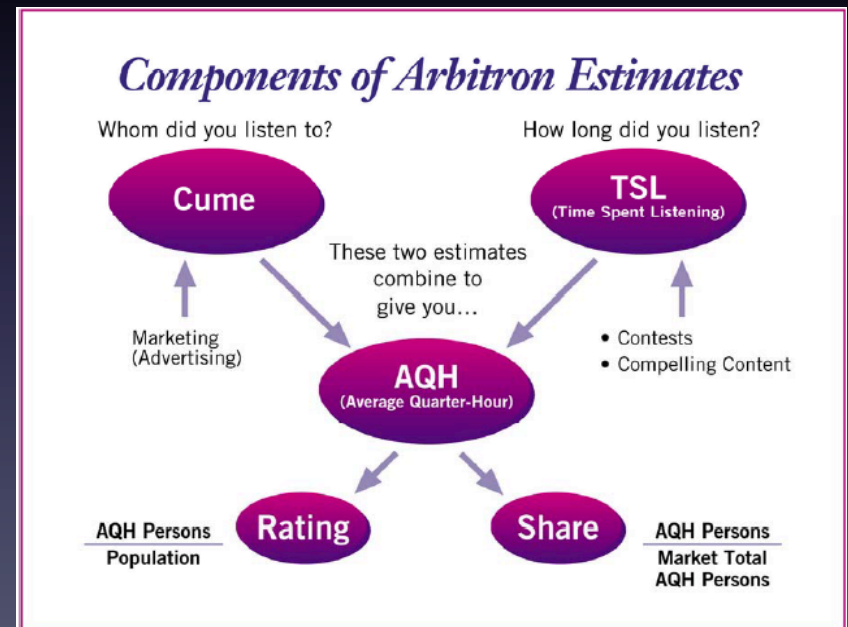 Components of Arbitron Estimates
Whom did you listen to?
How long did you listen?
Cume
TSL
(Time Spent Listening)
These two estimates
combine to
give you…
Marketing
(Advertising)
• Contests
• Compelling Content
AQH
(Average Quarter-Hour)
AQH Persons
Population
Rating
Share
AQH Persons
Market Total
AQH Persons